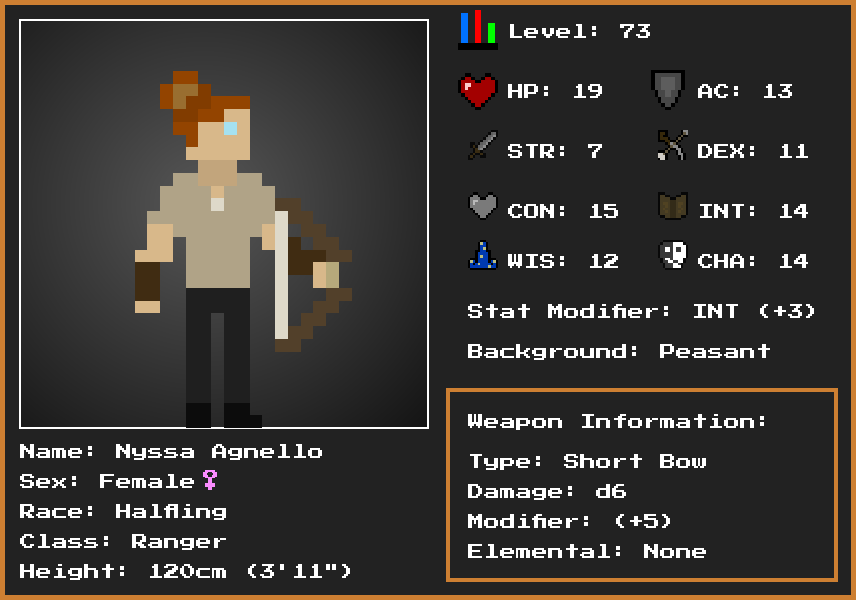 Level: 73
HP: 19
AC: 13
STR: 7
DEX: 11
CON: 15
INT: 14
WIS: 12
CHA: 14
Stat Modifier: INT (+3)
Background: Peasant
Weapon Information:
Type: Short Bow
Damage: d6
Modifier: (+5)
Elemental: None
Name: Nyssa Agnello
Sex: Female♀
Race: Halfling
Class: Ranger
Height: 120cm (3'11")